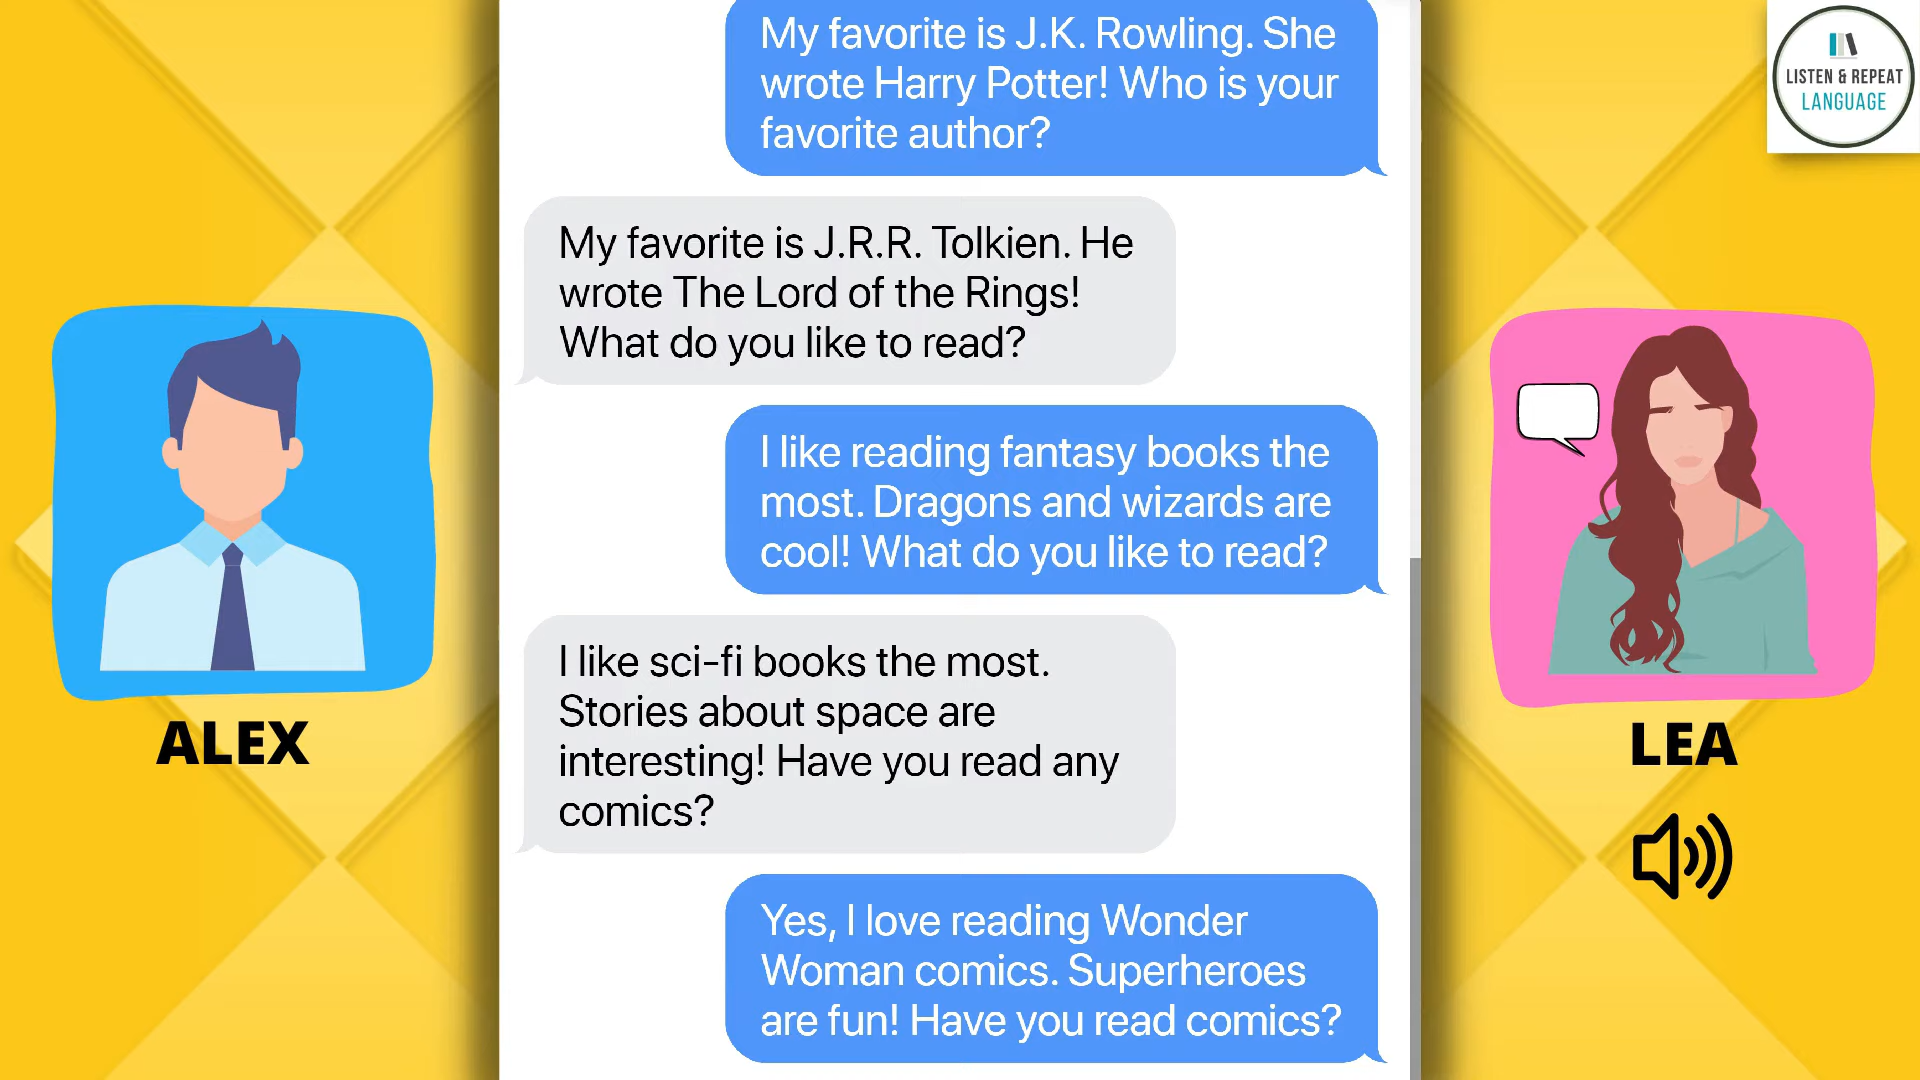 My favorite is J.K. Rowling. She
wrote Harry Potter! Who is your
favorite author?
My favorite is J.R.R. Tolkien. He
wrote The Lord of the Rings!
What do you like to read?
I like reading fantasy books the
most. Dragons and wizards are
cool! What do you like to read?
I like sci-fi books the most.
Stories about space are
interesting! Have you read any
comics?
Yes, I love reading Wonder
Woman comics. Superheroes
are fun! Have you read comics?
ALEX
LEA
LISTEN & REPEAT
LANGUAGE